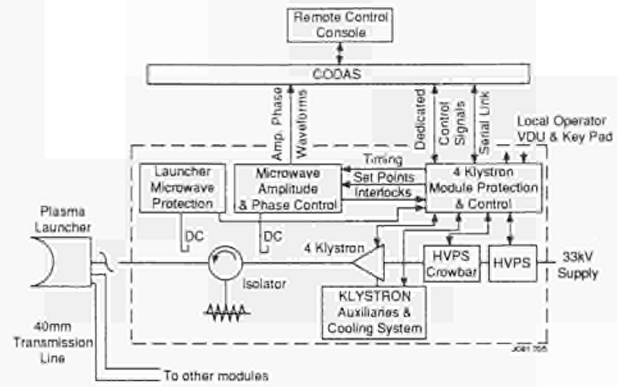 Remote Control
Console
CODAS
Amp. Phase
Waveforms
Dedicated
Control
Signals
Serial Link
Local Operator
VDU & Key Pad
Launcher
Microwave
Protection
Microwave
Amplitude
& Phase Control
Timing
Set Points
Interlocks
4 Klystron
Module Protection
& Control
Plasma
Launcher
DC
DC
4 Klystron
Isolator
HVPS
Crowbar
HVPS
33kV
Supply
KLYSTRON
Auxiliaries &
Cooling System
40mm
Transmission
Line
To other modules